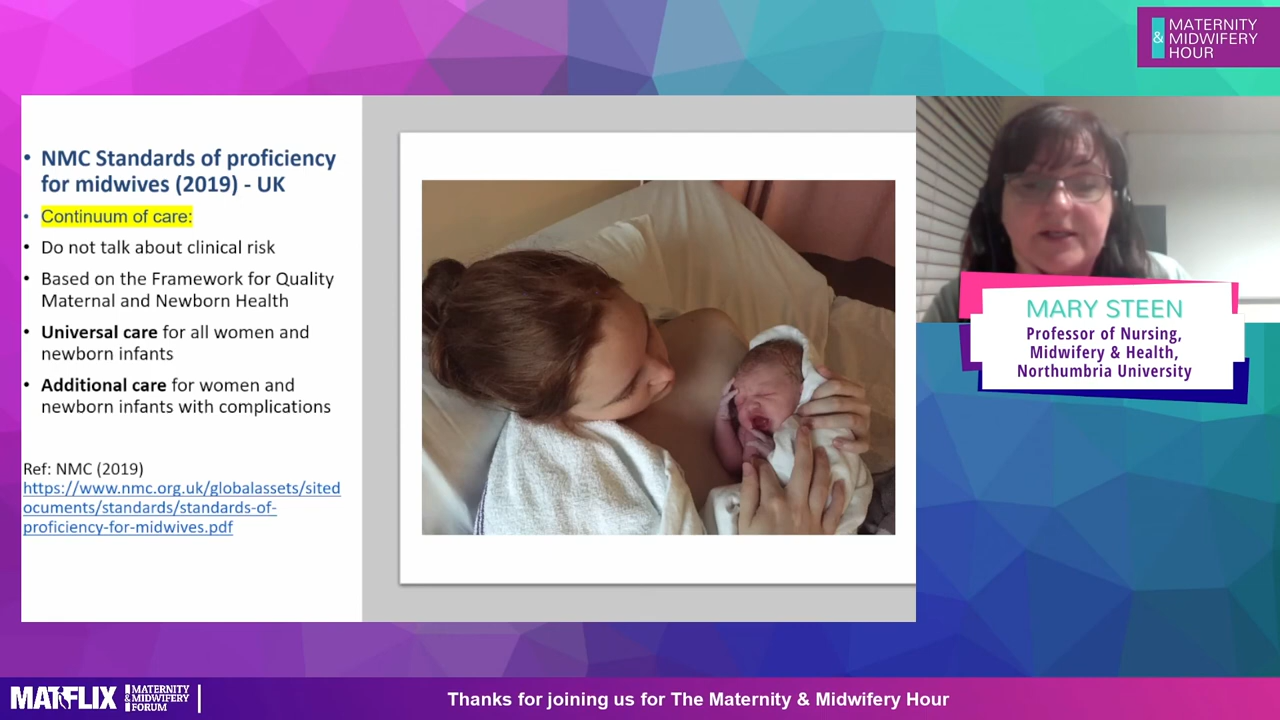 MATERNITY
& MIDWIFERY
HOUR
• NMC Standards of proficiency
for midwives (2019) - UK
• Continuum of care:
• Do not talk about clinical risk
• Based on the Framework for Quality
Maternal and Newborn Health
• Universal care for all women and
newborn infants
• Additional care for women and
newborn infants with complications
Ref: NMC (2019)
https://www.nmc.org.uk/globalassets/sited
ocuments/standards/standards-of-
proficiency-for-midwives.pdf
MARY STEEN
Professor of Nursing,
Midwifery & Health,
Northumbria University
MATFLIX
MATERNITY
& MIDWIFERY
FORUM
Thanks for joining us for The Maternity & Midwifery Hour